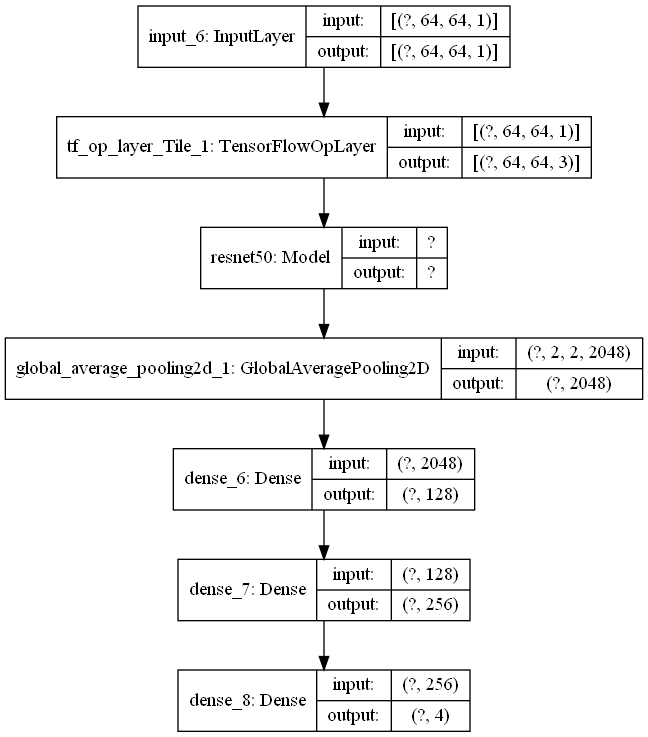 input_6: InputLayer
input: [(?, 64, 64, 1)]
output: [(?, 64, 64, 1)]
tf_op_layer_Tile_1: TensorFlowOpLayer
input: [(?, 64, 64, 1)]
output: [(?, 64, 64, 3)]
resnet50: Model
input: ?
output: ?
global_average_pooling2d_1: GlobalAveragePooling2D
input: (?, 2, 2, 2048)
output: (?, 2048)
dense_6: Dense
input: (?, 2048)
output: (?, 128)
dense_7: Dense
input: (?, 128)
output: (?, 256)
dense_8: Dense
input: (?, 256)
output: (?, 4)